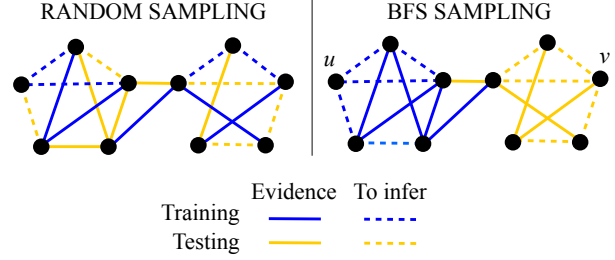 RANDOM SAMPLING
BFS SAMPLING
u
v
Evidence To infer
Training
Testing